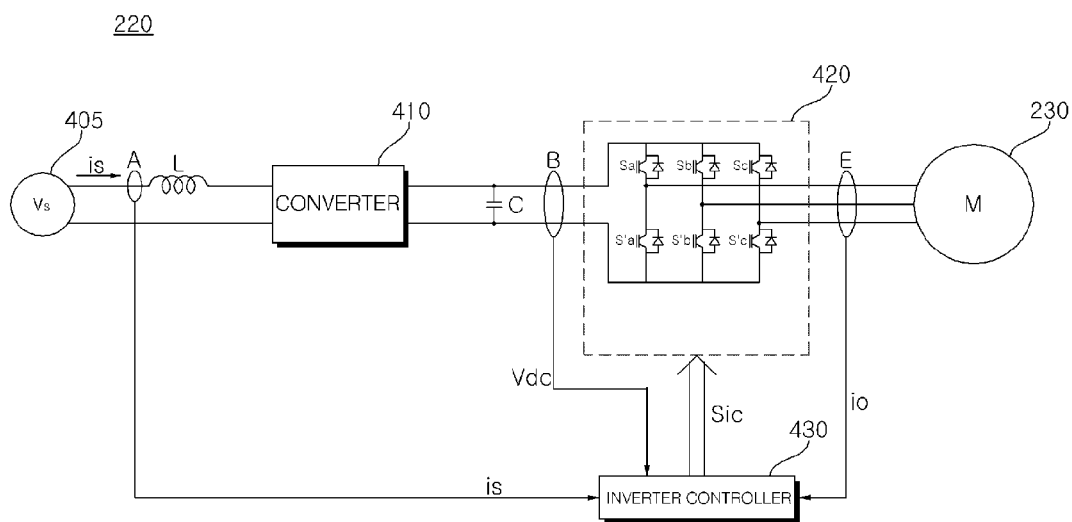 220
405
410
420
230
is
A
L
B
E
Vs
CONVERTER
C
Sa
Sb
Sc
S'a
S'b
S'c
M
Vdc
Sic
io
430
is
INVERTER CONTROLLER